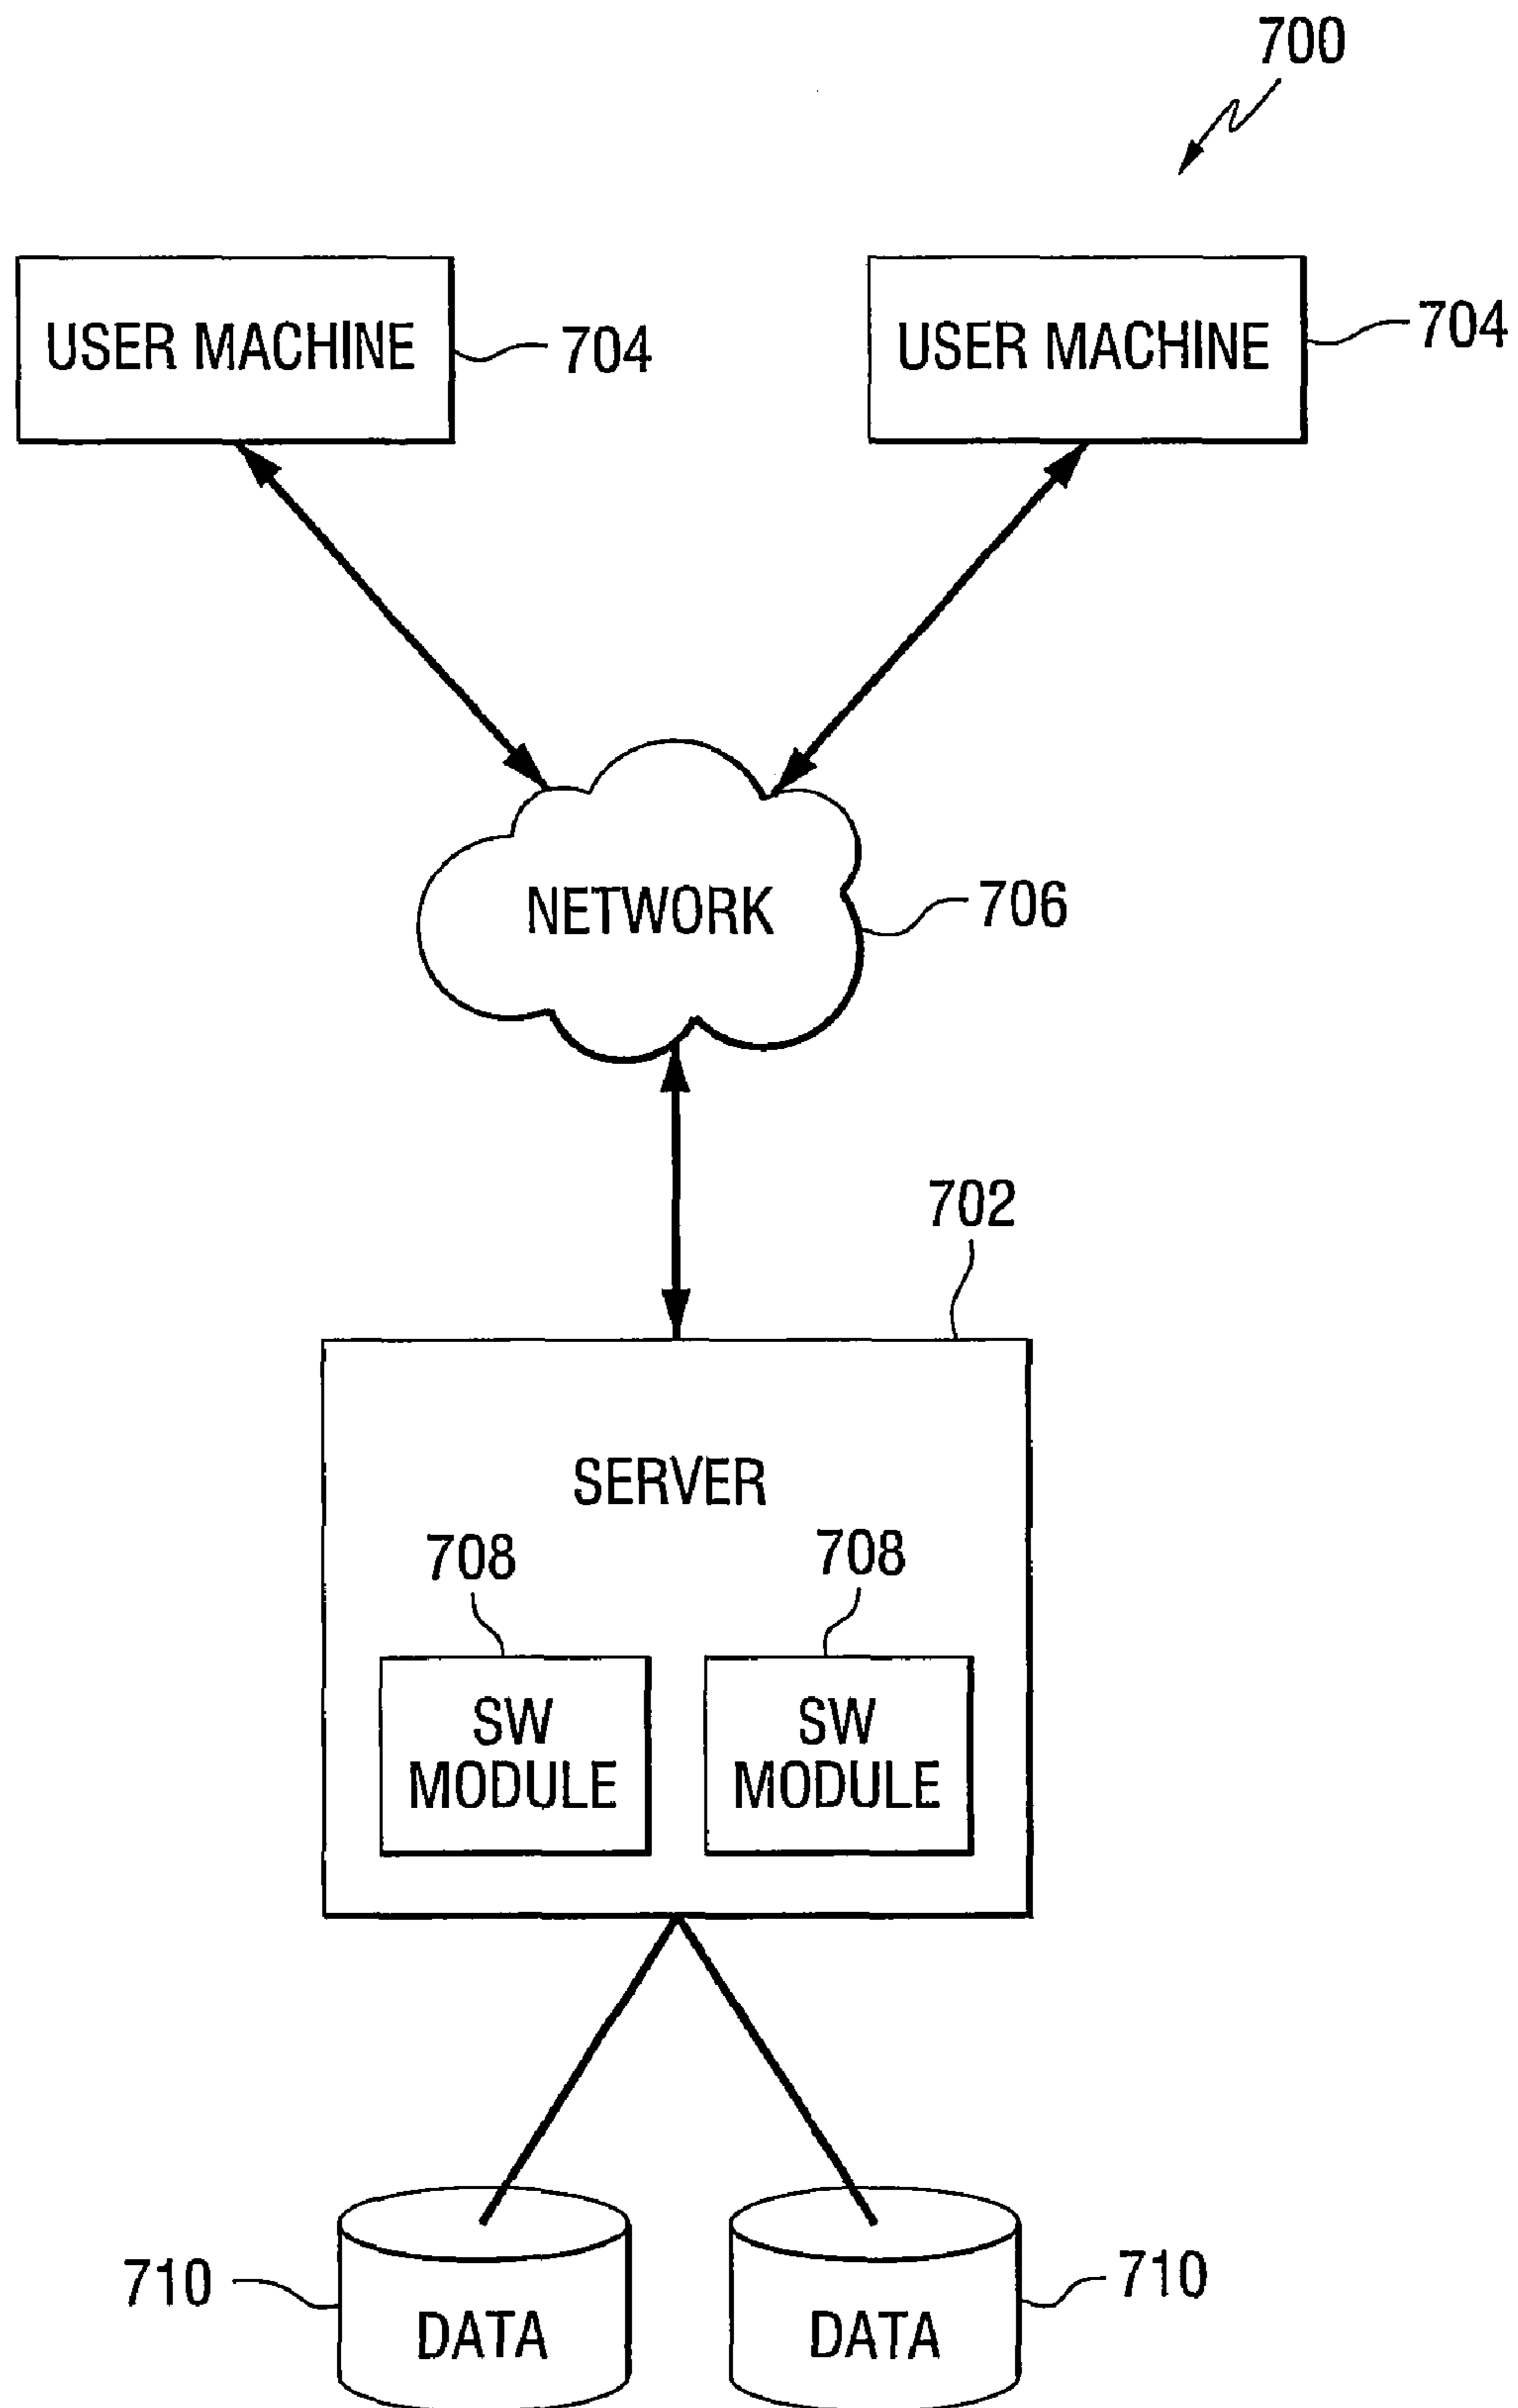 700
USER MACHINE
704
USER MACHINE
704
NETWORK
706
702
SERVER
708
708
SW
MODULE
SW
MODULE
710
DATA
DATA
710